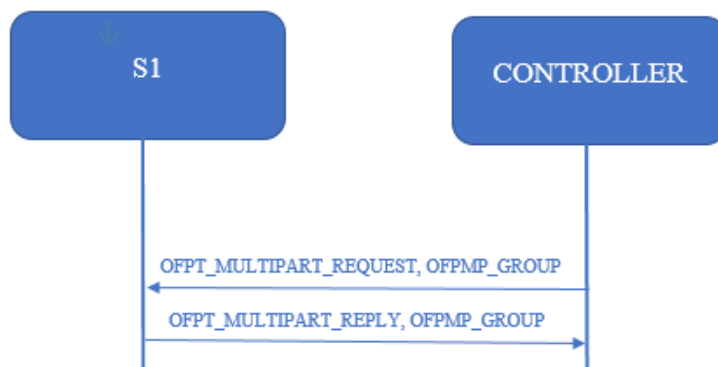 S1
CONTROLLER
OFPT_MULTIPART_REQUEST, OFPMP_GROUP
OFPT_MULTIPART_REPLY, OFPMP_GROUP